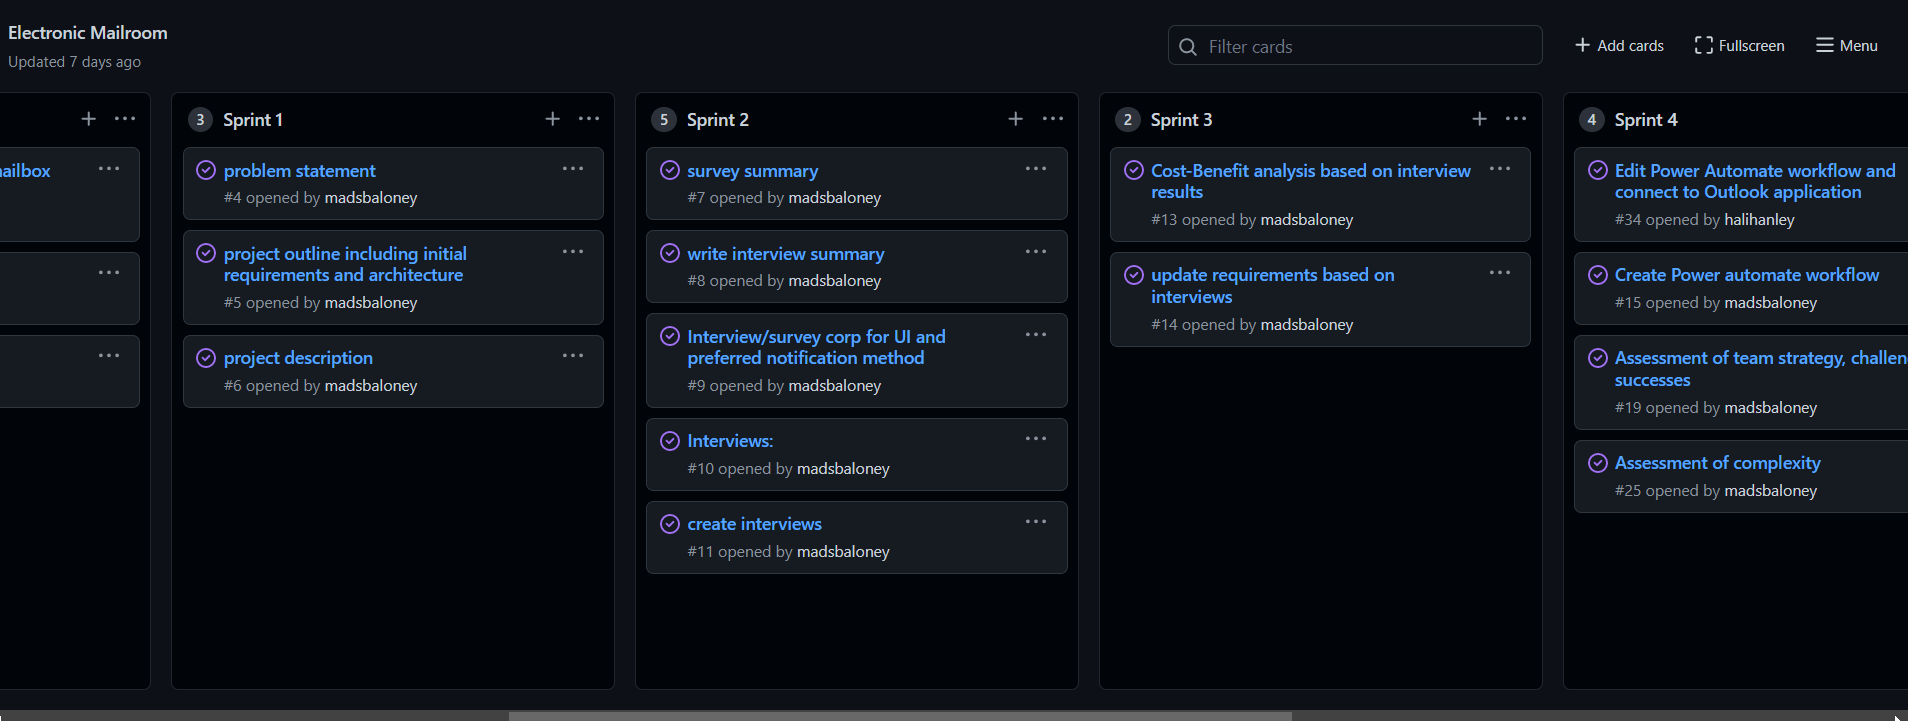 Electronic Mailroom
Updated 7 days ago
Filter cards
Add cards
Fullscreen
Menu
ailbox
3 Sprint 1
problem statement
#4 opened by madsbaloney
project outline including initial
requirements and architecture
#5 opened by madsbaloney
project description
#6 opened by madsbaloney
5 Sprint 2
survey summary
#7 opened by madsbaloney
write interview summary
#8 opened by madsbaloney
Interview/survey corp for UI and
preferred notification method
#9 opened by madsbaloney
Interviews:
#10 opened by madsbaloney
create interviews
#11 opened by madsbaloney
2 Sprint 3
Cost-Benefit analysis based on interview
results
#13 opened by madsbaloney
update requirements based on
interviews
#14 opened by madsbaloney
4 Sprint 4
Edit Power Automate workflow and
connect to Outlook application
#34 opened by halihanley
Create Power automate workflow
#15 opened by madsbaloney
Assessment of team strategy, challen
successes
#19 opened by madsbaloney
Assessment of complexity
#25 opened by madsbaloney